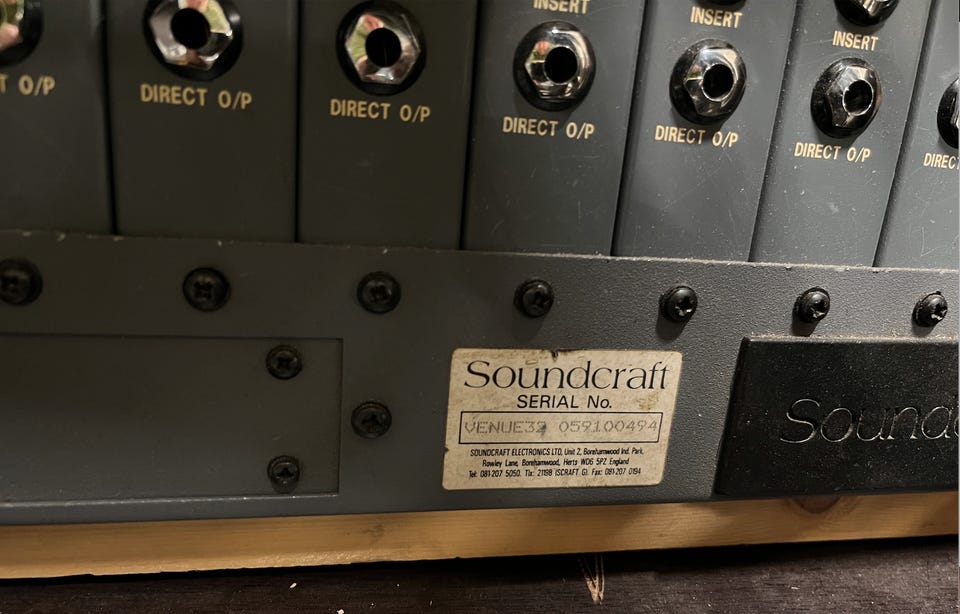 INSERT
INSERT
INSERT
T O/P
DIRECT O/P
DIRECT O/P
DIRECT O/P
DIRECT O/P
DIRECT O/P
DIRECT
Soundcraft
SERIAL No.
VENUE32 059100494
SOUNDCRAFT ELECTRONICS LTD, Unit 2, Borehamwood Ind. Park,
Rowley Lane, Borehamwood, Herts WD6 5PZ England
Tel: 081-207 5050. Tlx: 21198 (SCRAFT G). Fax: 081-207 0194
Soundc